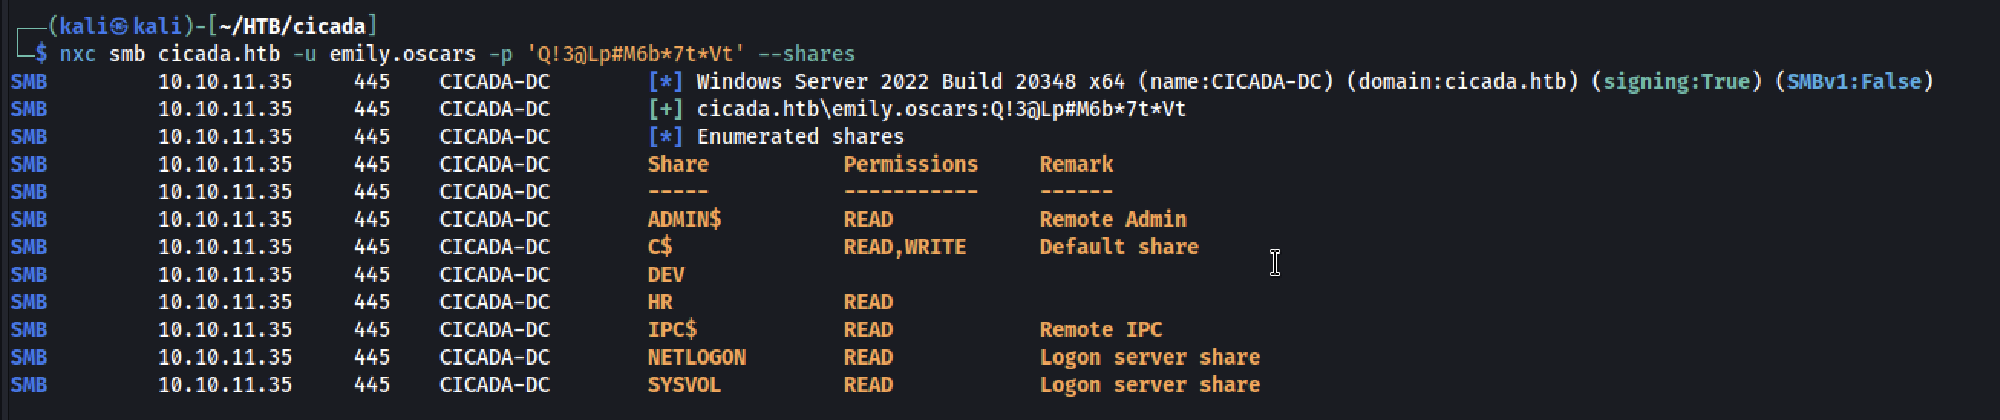 ┌──(kali㉿kali)-[~/HTB/cicada]
└─$ nxc smb cicada.htb -u emily.oscars -p 'Q!3@Lp#M6b*7t*Vt' --shares
SMB 10.10.11.35 445 CICADA-DC [*] Windows Server 2022 Build 20348 x64 (name:CICADA-DC) (domain:cicada.htb) (signing:True) (SMBv1:False)
SMB 10.10.11.35 445 CICADA-DC [+] cicada.htb\emily.oscars:Q!3@Lp#M6b*7t*Vt
SMB 10.10.11.35 445 CICADA-DC [*] Enumerated shares
SMB 10.10.11.35 445 CICADA-DC Share Permissions Remark
SMB 10.10.11.35 445 CICADA-DC ----- ----------- ------
SMB 10.10.11.35 445 CICADA-DC ADMIN$ READ Remote Admin
SMB 10.10.11.35 445 CICADA-DC C$ READ,WRITE Default share
SMB 10.10.11.35 445 CICADA-DC DEV
SMB 10.10.11.35 445 CICADA-DC HR READ
SMB 10.10.11.35 445 CICADA-DC IPC$ READ Remote IPC
SMB 10.10.11.35 445 CICADA-DC NETLOGON READ Logon server share
SMB 10.10.11.35 445 CICADA-DC SYSVOL READ Logon server share